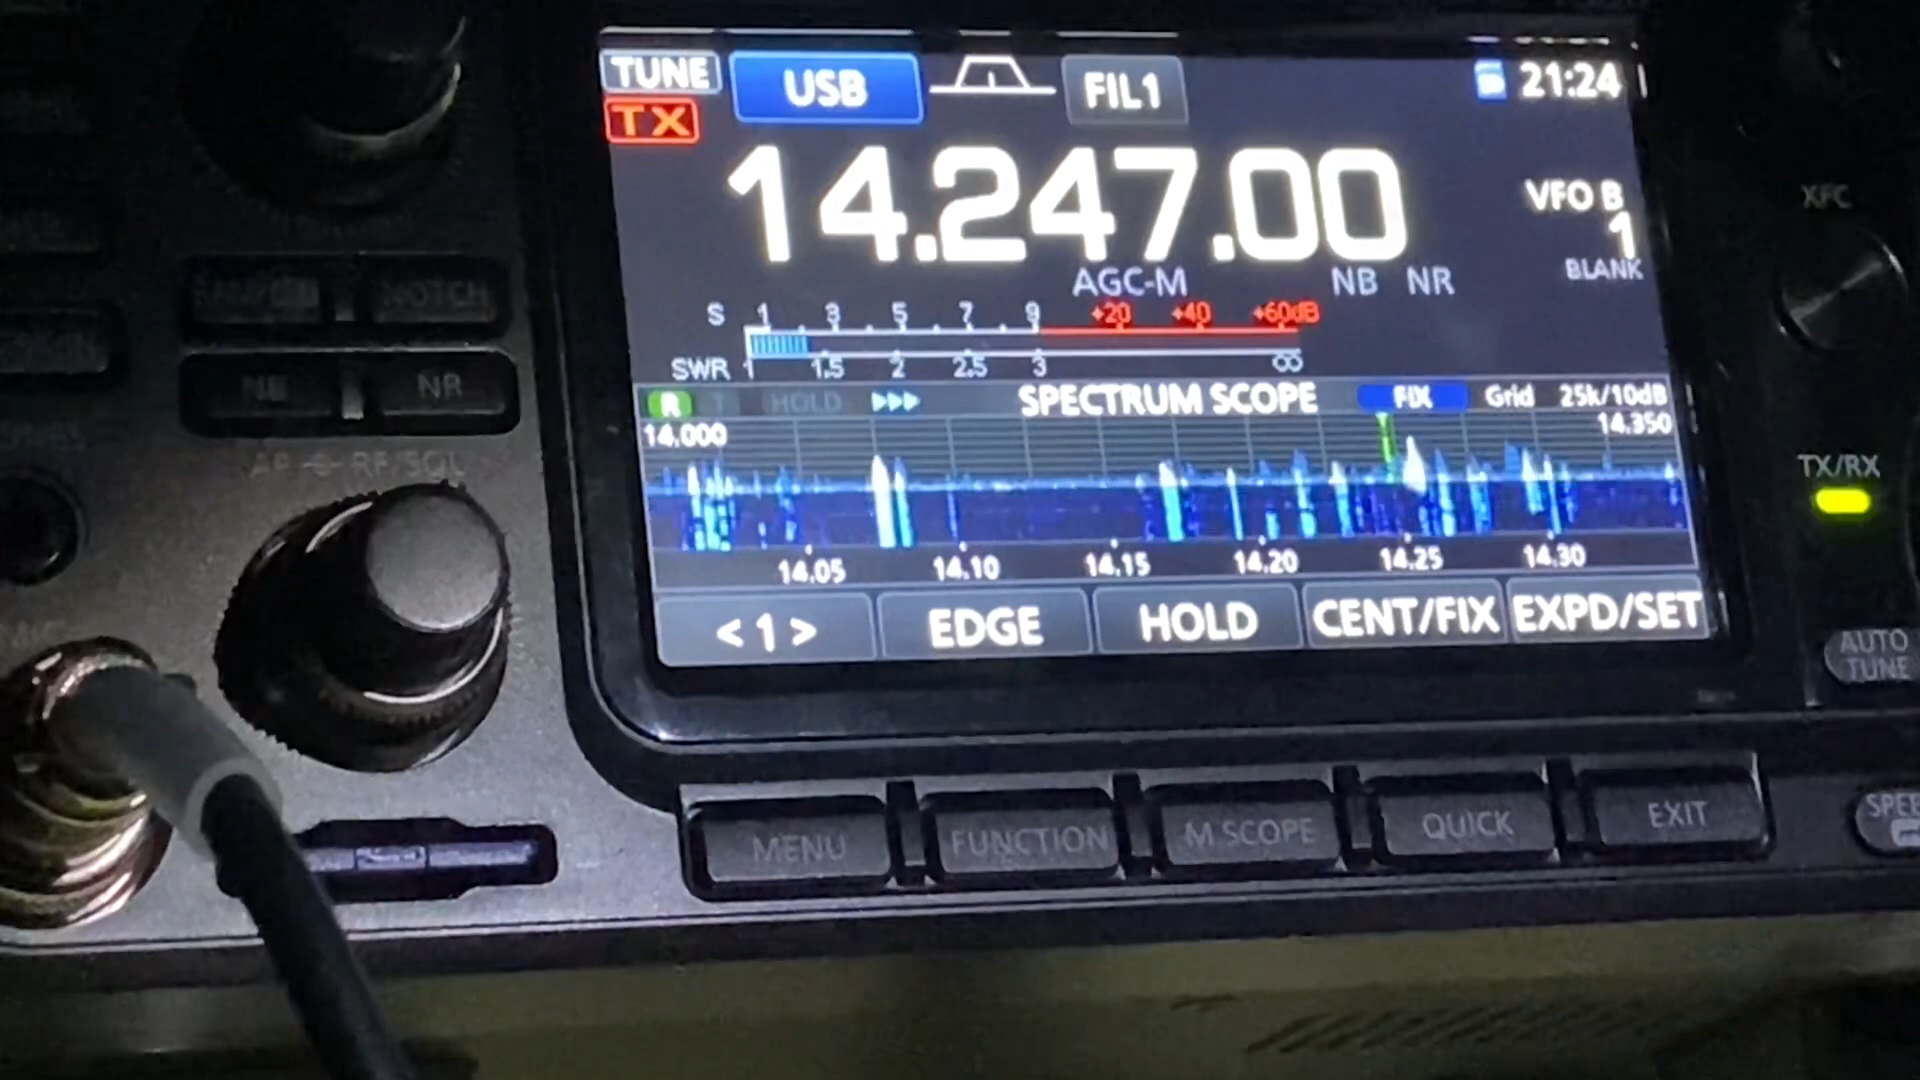 TUNE USB FIL1 21:24
TX
14.247.00
VFO B
1
AGC-M NB NR BLANK
S 1 3 5 7 9 +20 +40 +60dB
SWR 1 1.5 2 2.5 3 ∞
R T HOLD SPECTRUM SCOPE FIX Grid 25k/10dB
14.000 14.350
14.05 14.10 14.15 14.20 14.25 14.30
< 1 > EDGE HOLD CENT/FIX EXPD/SET
MENU FUNCTION M SCOPE QUICK EXIT
NOTCH
NB NR
AF RF/SQL
XFC
TX/RX
AUTO
TUNE